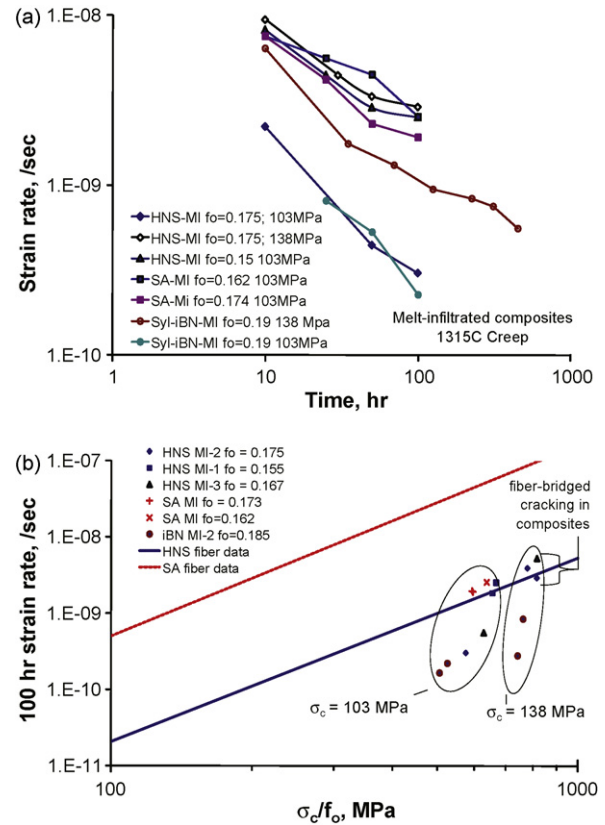 (a)
1.E-08
1.E-09
1.E-10
Strain rate, /sec
HNS-MI fo=0.175; 103MPa
HNS-MI fo=0.175; 138MPa
HNS-MI fo=0.15 103MPa
SA-MI fo=0.162 103MPa
SA-Mi fo=0.174 103MPa
Syl-iBN-MI fo=0.19 138 Mpa
Syl-iBN-MI fo=0.19 103MPa
Melt-infiltrated composites
1315C Creep
1 10 100 1000
Time, hr
(b)
1.E-07
1.E-08
1.E-09
1.E-10
1.E-11
100 hr strain rate, /sec
HNS MI-2 fo = 0.175
HNS MI-1 fo = 0.155
HNS MI-3 fo = 0.167
SA MI fo = 0.173
SA MI fo=0.162
iBN MI-2 fo=0.185
HNS fiber data
SA fiber data
fiber-bridged
cracking in
composites
σc = 103 MPa
σc = 138 MPa
100 1000
σc/fo, MPa